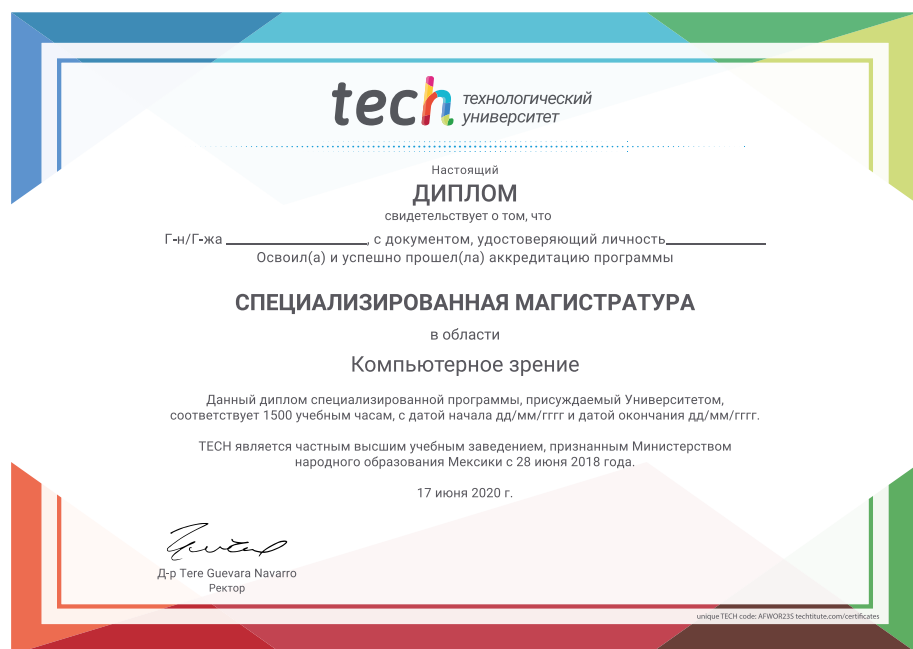 tech технологический
университет
Настоящий
ДИПЛОМ
свидетельствует о том, что
Г-н/Г-жа ________________, с документом, удостоверяющий личность____________
Освоил(а) и успешно прошел(ла) аккредитацию программы
СПЕЦИАЛИЗИРОВАННАЯ МАГИСТРАТУРА
в области
Компьютерное зрение
Данный диплом специализированной программы, присуждаемый Университетом,
соответствует 1500 учебным часам, с датой начала дд/мм/гггг и датой окончания дд/мм/гггг.
TECH является частным высшим учебным заведением, признанным Министерством
народного образования Мексики с 28 июня 2018 года.
17 июня 2020 г.
Д-р Tere Guevara Navarro
Ректор
unique TECH code: AFWOR23S techtitute.com/certificates